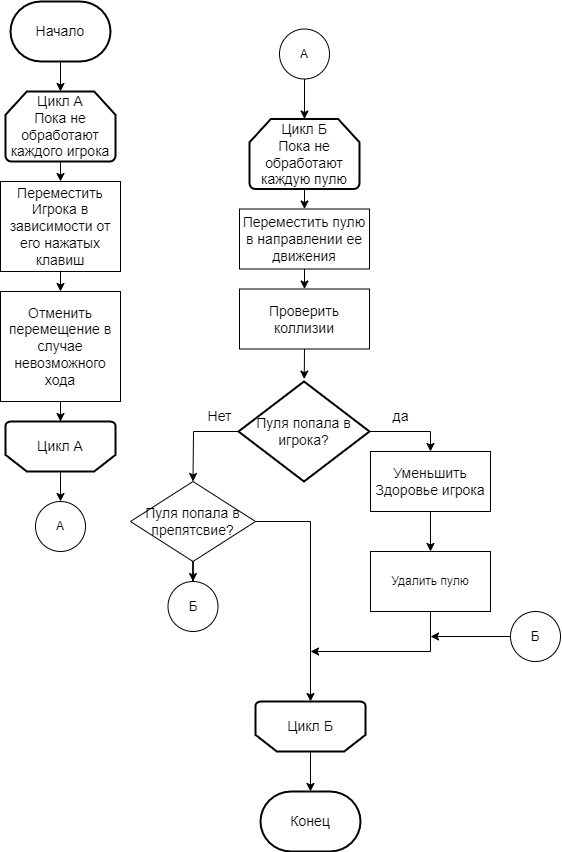 Начало
Цикл А
Пока не
обработают
каждого игрока
Переместить
Игрока в
зависимости от
его нажатых
клавиш
Отменить
перемещение в
случае
невозможного
хода
Цикл А
А
А
Цикл Б
Пока не
обработают
каждую пулю
Переместить пулю
в направлении ее
движения
Проверить
коллизии
Пуля попала в
игрока?
Нет
да
Пуля попала в
препятсвие?
Б
Уменьшить
Здоровье игрока
Удалить пулю
Б
Цикл Б
Конец